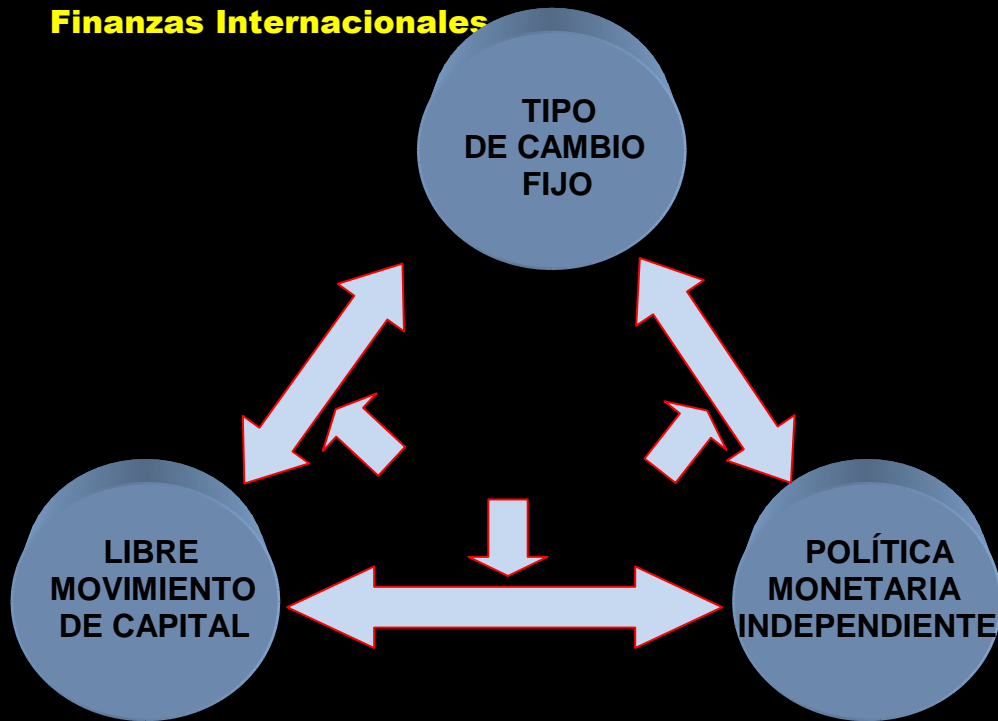 Finanzas Internacionales
TIPO
DE CAMBIO
FIJO
LIBRE
MOVIMIENTO
DE CAPITAL
POLÍTICA
MONETARIA
INDEPENDIENTE